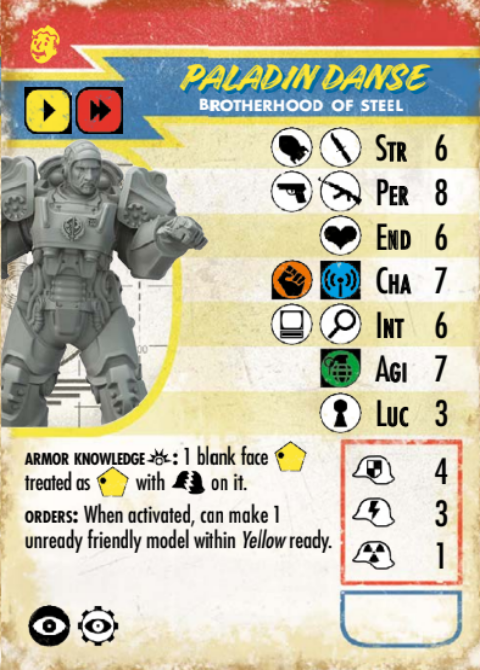 PALADIN DANSE
BROTHERHOOD OF STEEL
STR 6
PER 8
END 6
CHA 7
INT 6
AGI 7
LUC 3
ARMOR KNOWLEDGE : 1 blank face
treated as with on it.
ORDERS: When activated, can make 1
unready friendly model within Yellow ready.
4
3
1